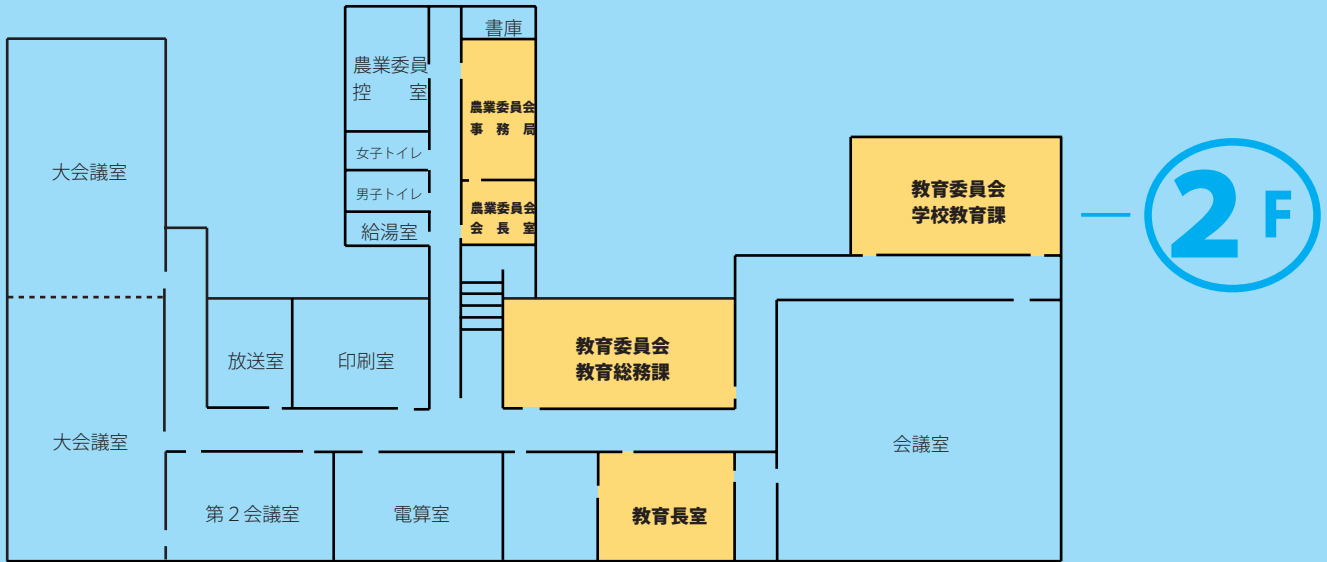 書庫
農業委員
控　室
農業委員会
事 務 局
大会議室
女子トイレ
男子トイレ
農業委員会
会 長 室
給湯室
教育委員会
学校教育課
2F
放送室
印刷室
教育委員会
教育総務課
大会議室
会議室
第２会議室
電算室
教育長室